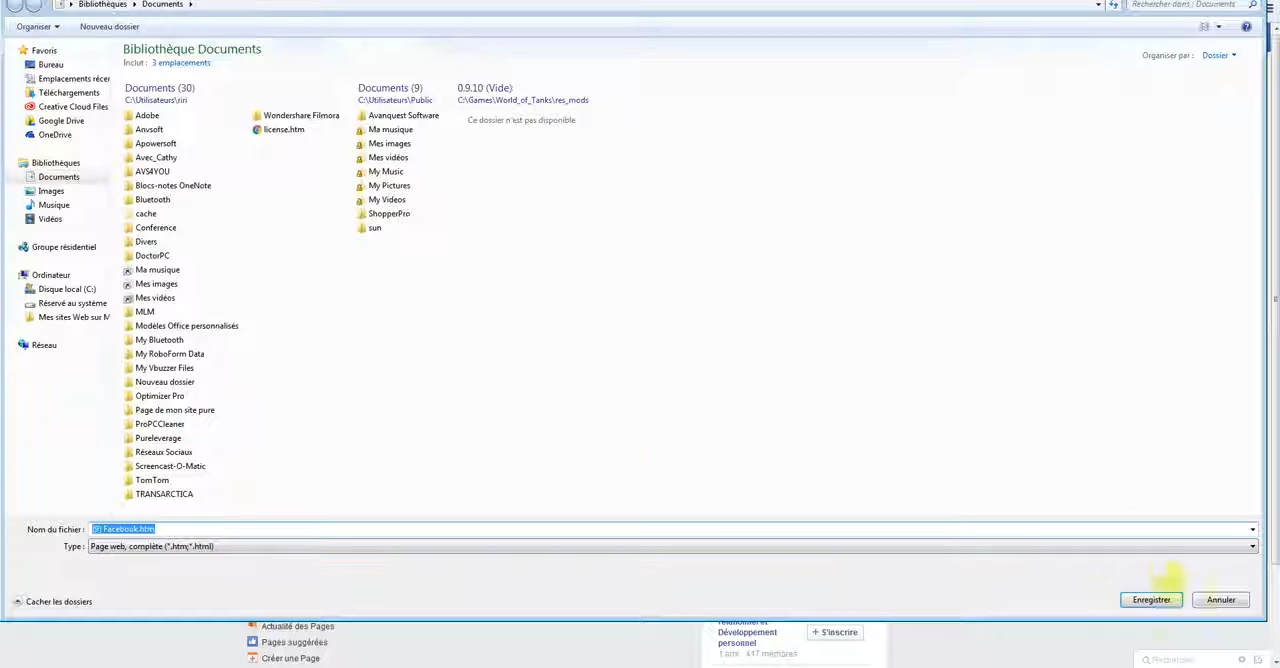 Bibliothèques ▸ Documents ▸
Rechercher dans : Documents
Organiser
Nouveau dossier
Favoris
Bureau
Emplacements récer
Téléchargements
Creative Cloud Files
Google Drive
OneDrive
Bibliothèques
Documents
Images
Musique
Vidéos
Groupe résidentiel
Ordinateur
Disque local (C:)
Réservé au système
Mes sites Web sur M
Réseau
Bibliothèque Documents
Inclut : 3 emplacements
Organiser par : Dossier
Documents (30)
C:\Utilisateurs\riri
Adobe
Anvsoft
Apowersoft
Avec_Cathy
AVS4YOU
Blocs-notes OneNote
Bluetooth
cache
Conference
Divers
DoctorPC
Ma musique
Mes images
Mes vidéos
MLM
Modèles Office personnalisés
My Bluetooth
My RoboForm Data
My Vbuzzer Files
Nouveau dossier
Optimizer Pro
Page de mon site pure
ProPCCleaner
Pureleverage
Réseaux Sociaux
Screencast-O-Matic
TomTom
TRANSARCTICA
Wondershare Filmora
license.htm
Documents (9)
C:\Utilisateurs\Public
Avanquest Software
Ma musique
Mes images
Mes vidéos
My Music
My Pictures
My Videos
ShopperPro
sun
0.9.10 (Vide)
C:\Games\World_of_Tanks\res_mods
Ce dossier n'est pas disponible
Nom du fichier :
Facebook.htm
Type : Page web, complète (*.htm;*.html)
Cacher les dossiers
Enregistrer
Annuler
Actualité des Pages
Pages suggérées
Créer une Page
relationnel et
Développement
personnel
1 ami · 417 membres
+ S'inscrire
Rechercher